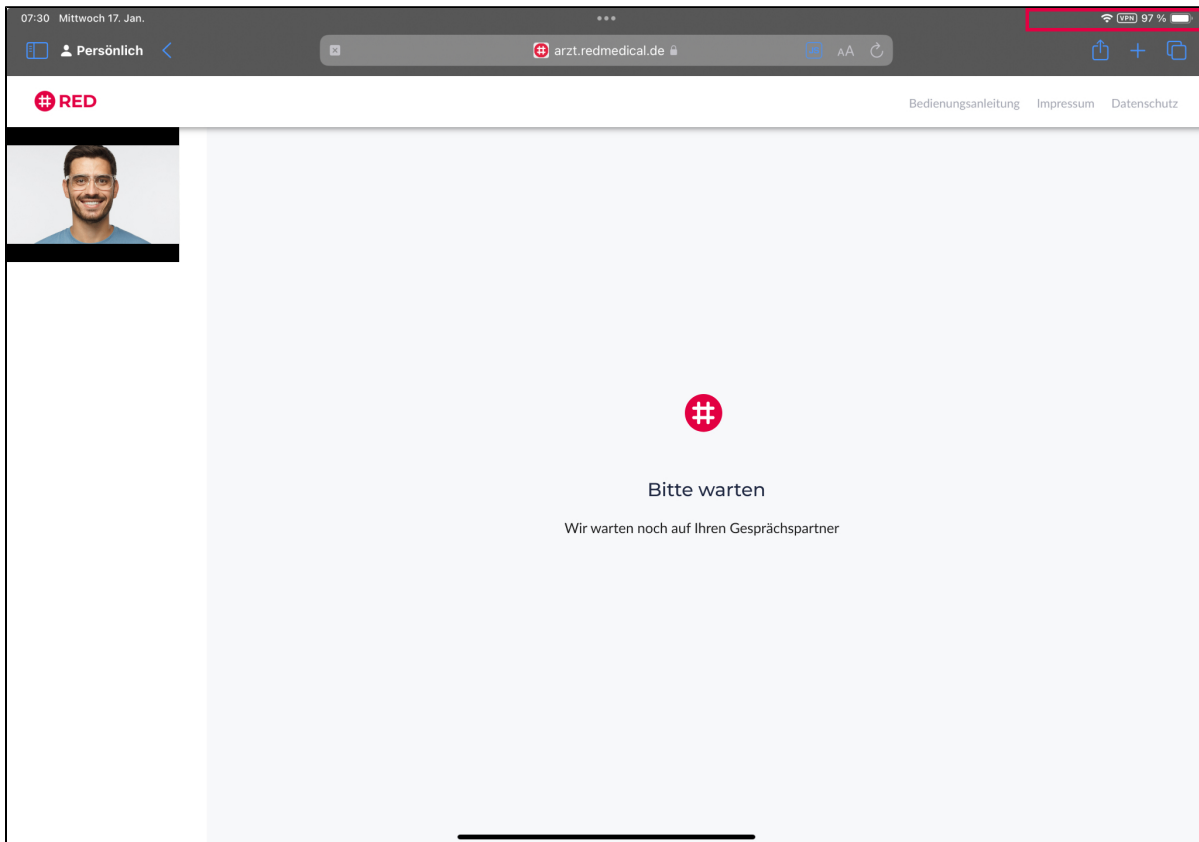 07:30 Mittwoch 17. Jan.
VPN 97 %
Persönlich
arzt.redmedical.de
AA
RED
Bedienungsanleitung Impressum Datenschutz
Bitte warten
Wir warten noch auf Ihren Gesprächspartner